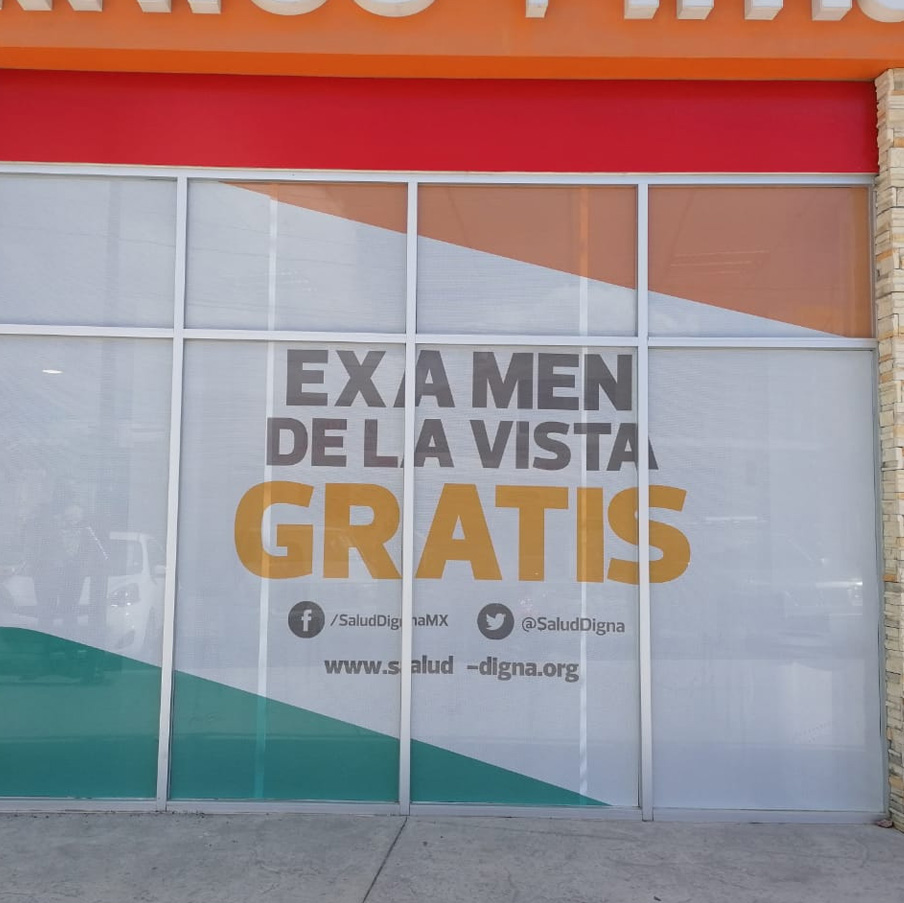 EXAMEN
DE LA VISTA
GRATIS
/SaludDignaMX @SaludDigna
www.salud-digna.org